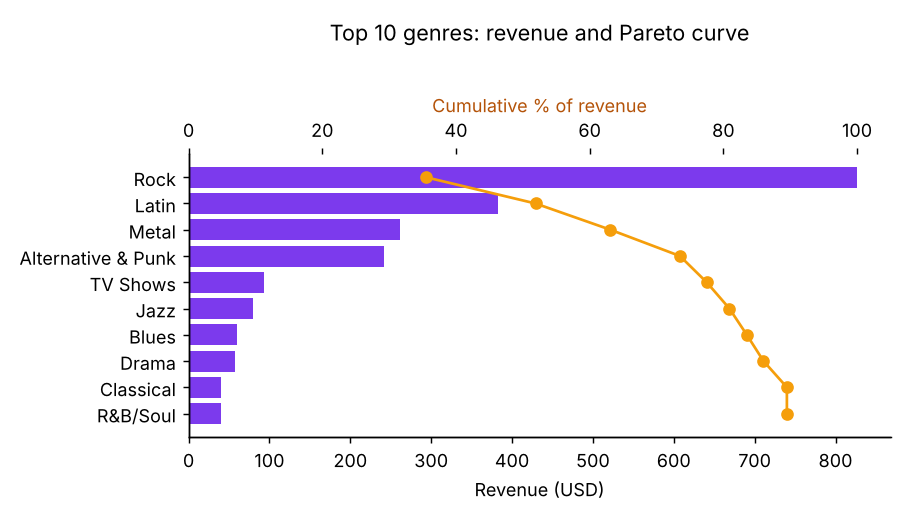 Top 10 genres: revenue and Pareto curve
Cumulative % of revenue
0 20 40 60 80 100
Rock
Latin
Metal
Alternative & Punk
TV Shows
Jazz
Blues
Drama
Classical
R&B/Soul
0 100 200 300 400 500 600 700 800
Revenue (USD)